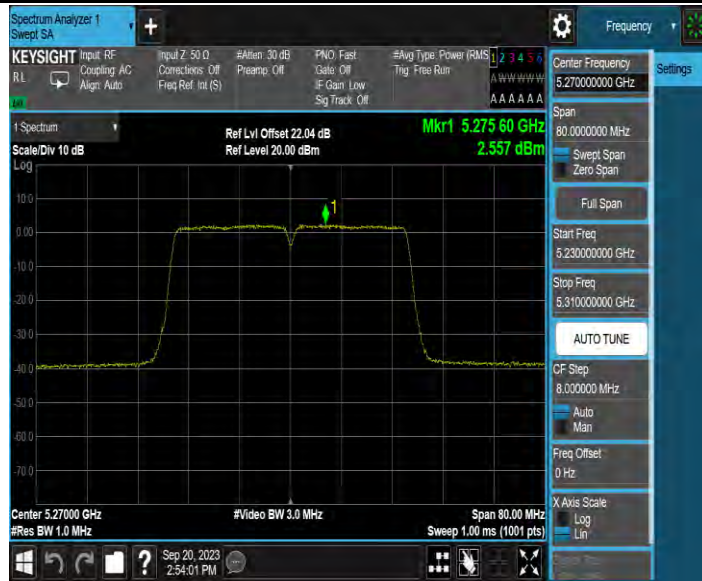 Spectrum Analyzer 1
Swept SA
+
Frequency
KEYSIGHT
RL
Input: RF
Coupling: AC
Align: Auto
Input Z: 50 Ω
Corrections: Off
Freq Ref: Int (S)
#Atten: 30 dB
Preamp: Off
PNO: Fast
Gate: Off
IF Gain: Low
Sig Track: Off
#Avg Type: Power (RMS
Trig: Free Run
1 2 3 4 5 6
A W W W W W
A A A A A A
1 Spectrum
Scale/Div 10 dB
Log
Ref Lvl Offset 22.04 dB
Ref Level 20.00 dBm
Mkr1 5.275 60 GHz
2.557 dBm
10.0
0.00
-10.0
-20.0
-30.0
-40.0
-50.0
-60.0
-70.0
1
Center 5.27000 GHz
#Res BW 1.0 MHz
#Video BW 3.0 MHz
Span 80.00 MHz
Sweep 1.00 ms (1001 pts)
?
Sep 20, 2023
2:54:01 PM
Center Frequency
5.270000000 GHz
Settings
Span
80.0000000 MHz
Swept Span
Zero Span
Full Span
Start Freq
5.230000000 GHz
Stop Freq
5.310000000 GHz
AUTO TUNE
CF Step
8.000000 MHz
Auto
Man
Freq Offset
0 Hz
X Axis Scale
Log
Lin